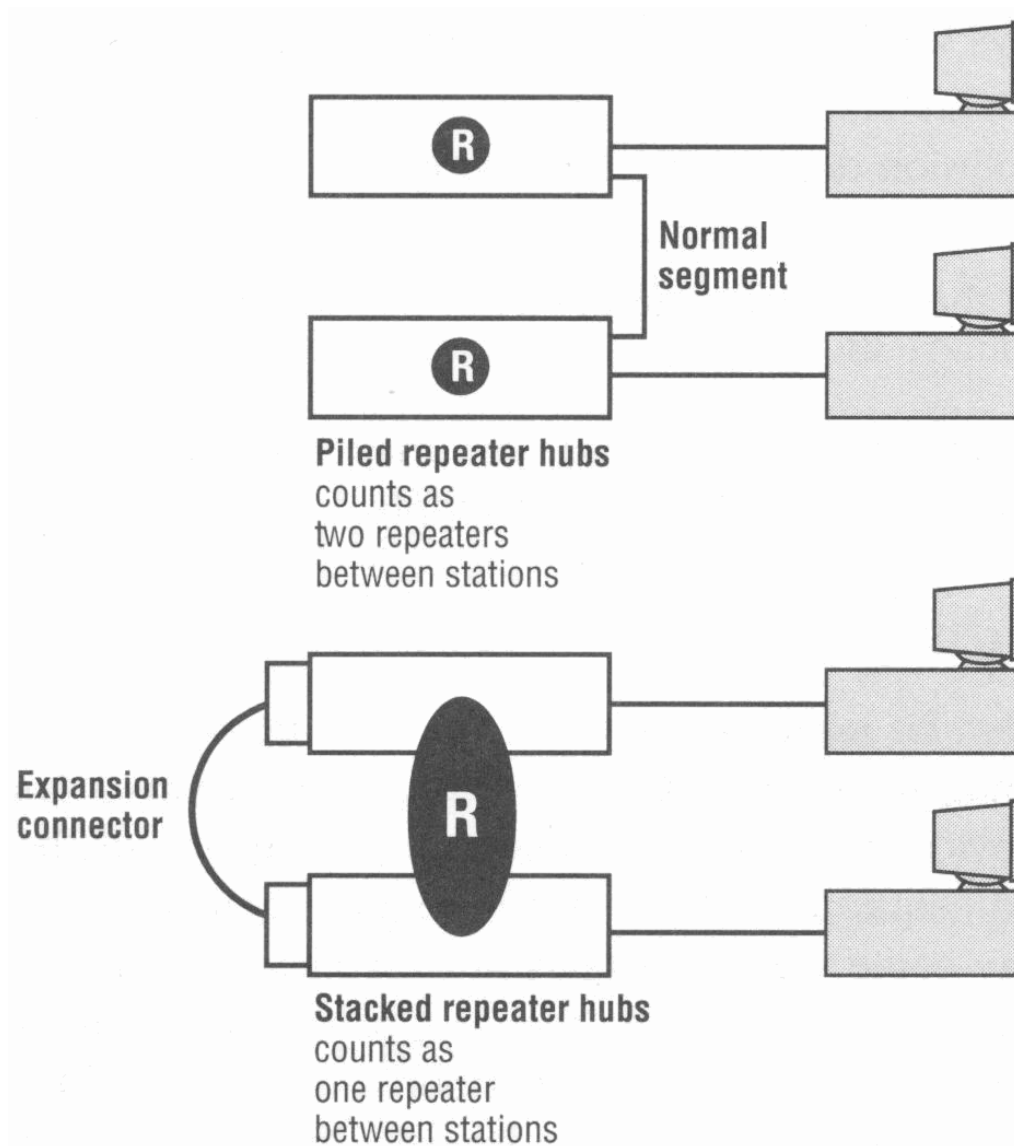 R
Normal
segment
R
Piled repeater hubs
counts as
two repeaters
between stations
Expansion
connector
R
Stacked repeater hubs
counts as
one repeater
between stations